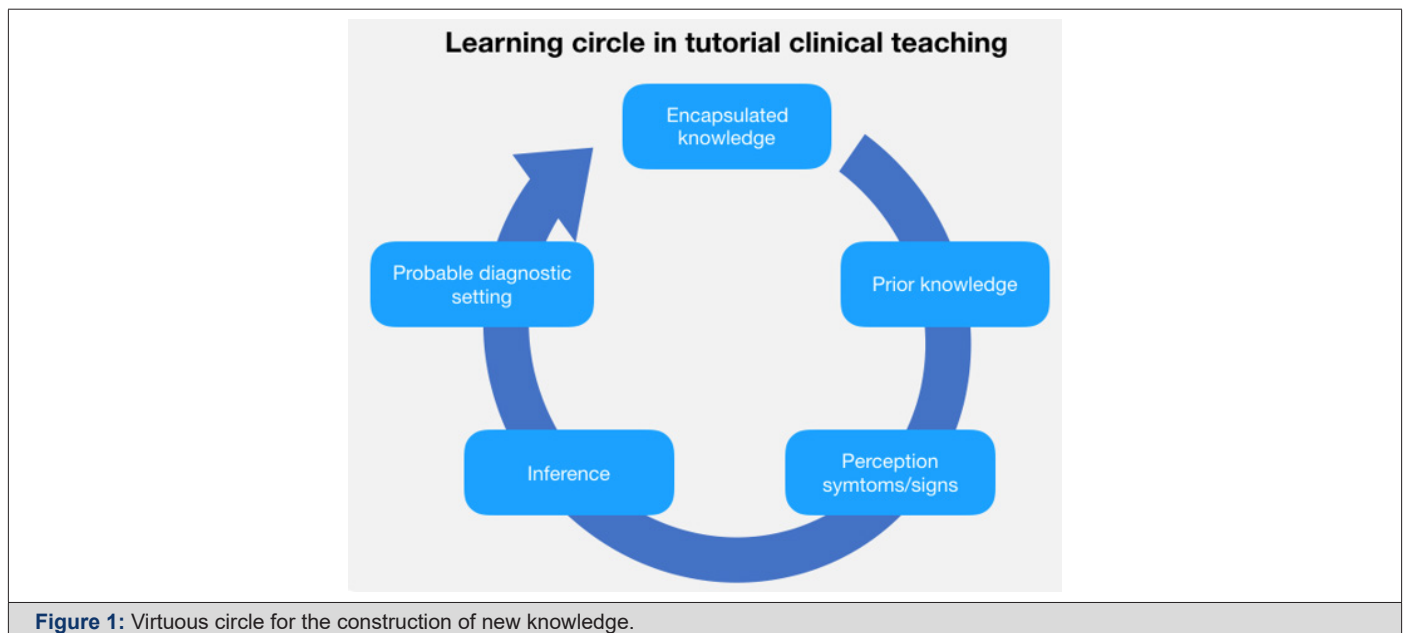 Learning circle in tutorial clinical teaching
Encapsulated
knowledge
Prior knowledge
Perception
symtoms/signs
Inference
Probable diagnostic
setting
Figure 1: Virtuous circle for the construction of new knowledge.